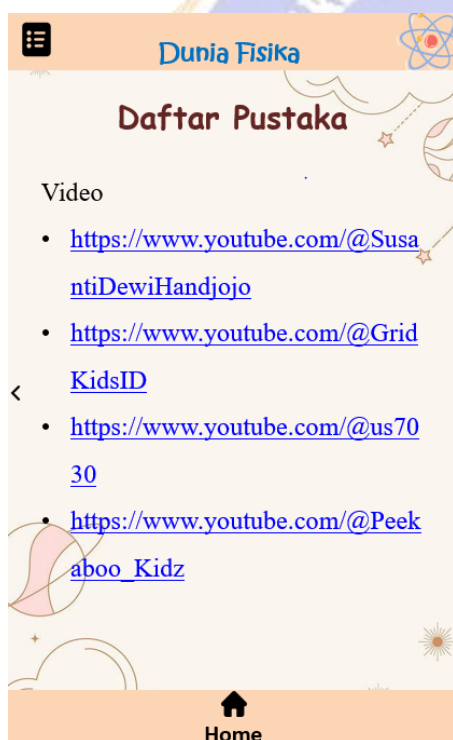 Dunia Fisika
Daftar Pustaka
Video
• https://www.youtube.com/@Susa
ntiDewiHandjojo
• https://www.youtube.com/@Grid
KidsID
• https://www.youtube.com/@us70
30
• https://www.youtube.com/@Peek
aboo_Kidz
Home